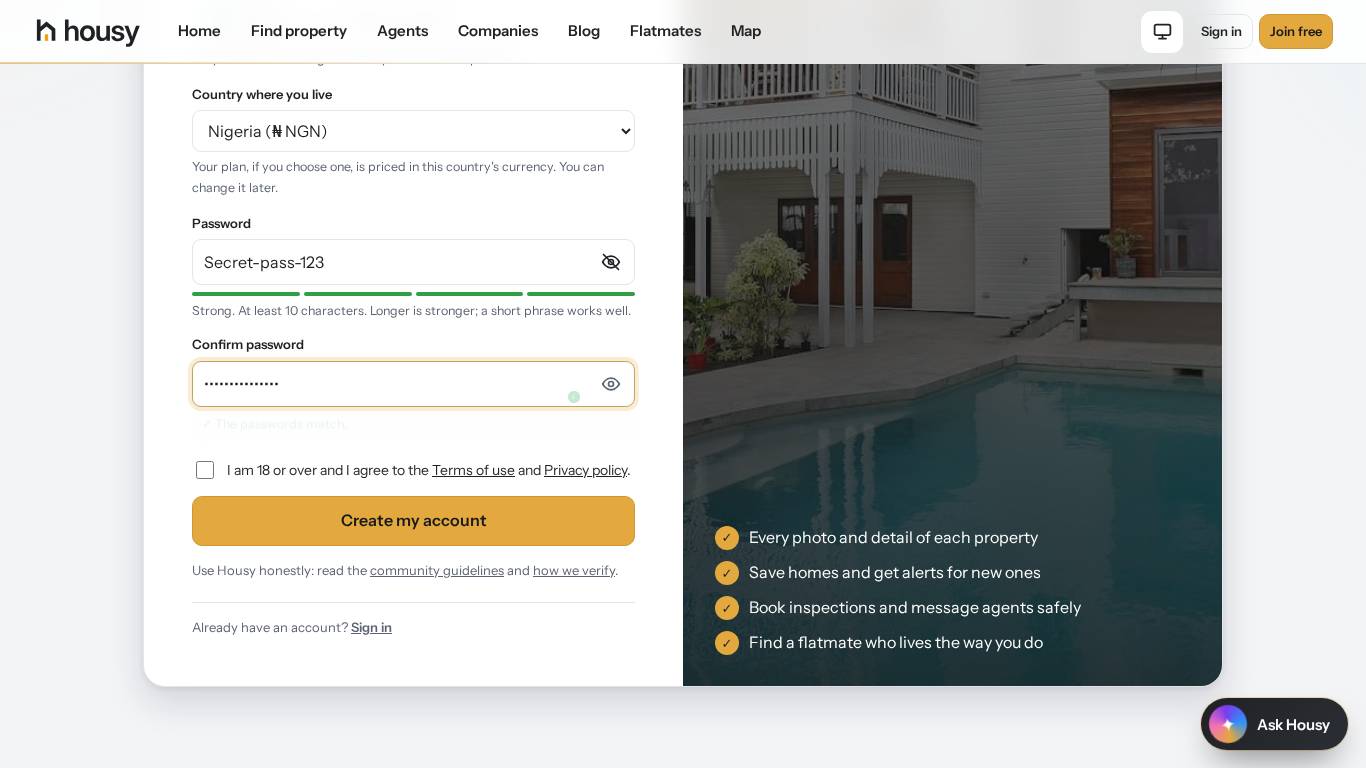 housy
Home
Find property
Agents
Companies
Blog
Flatmates
Map
Sign in
Join free
Country where you live
Nigeria (₦ NGN)
Your plan, if you choose one, is priced in this country's currency. You can
change it later.
Password
Secret-pass-123
Strong. At least 10 characters. Longer is stronger; a short phrase works well.
Confirm password
•••••••••••••••
✓ The passwords match.
I am 18 or over and I agree to the Terms of use and Privacy policy.
Create my account
Use Housy honestly: read the community guidelines and how we verify.
Already have an account? Sign in
✓ Every photo and detail of each property
✓ Save homes and get alerts for new ones
✓ Book inspections and message agents safely
✓ Find a flatmate who lives the way you do
Ask Housy